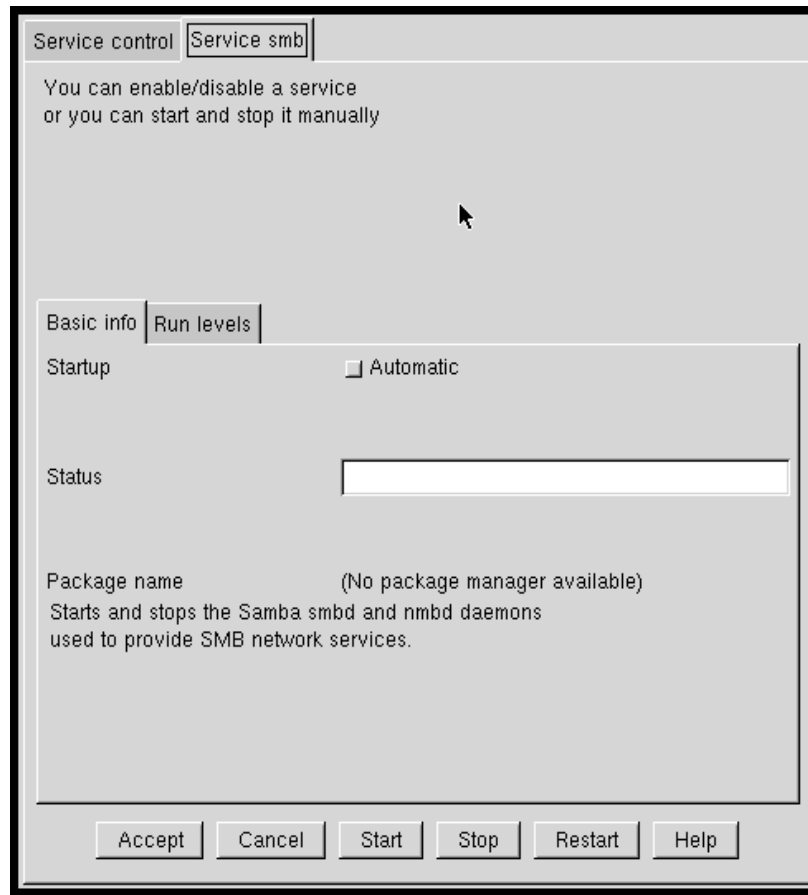 Service control Service smb
You can enable/disable a service
or you can start and stop it manually
Basic info Run levels
Startup Automatic
Status
Package name (No package manager available)
Starts and stops the Samba smbd and nmbd daemons
used to provide SMB network services.
Accept Cancel Start Stop Restart Help